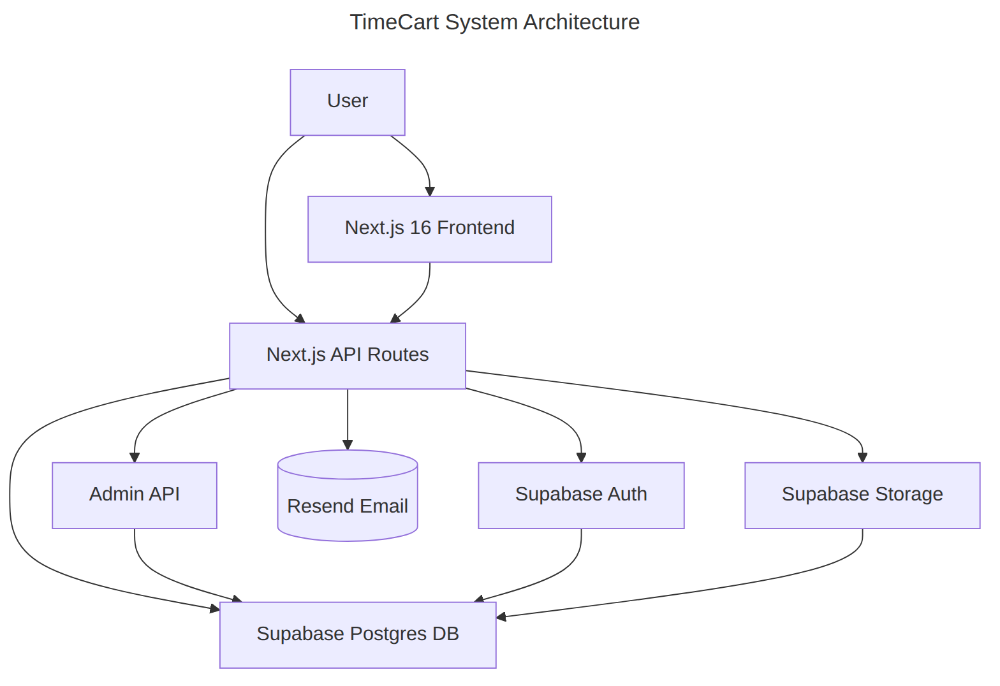 TimeCart System Architecture
User
Next.js 16 Frontend
Next.js API Routes
Admin API
Resend Email
Supabase Auth
Supabase Storage
Supabase Postgres DB